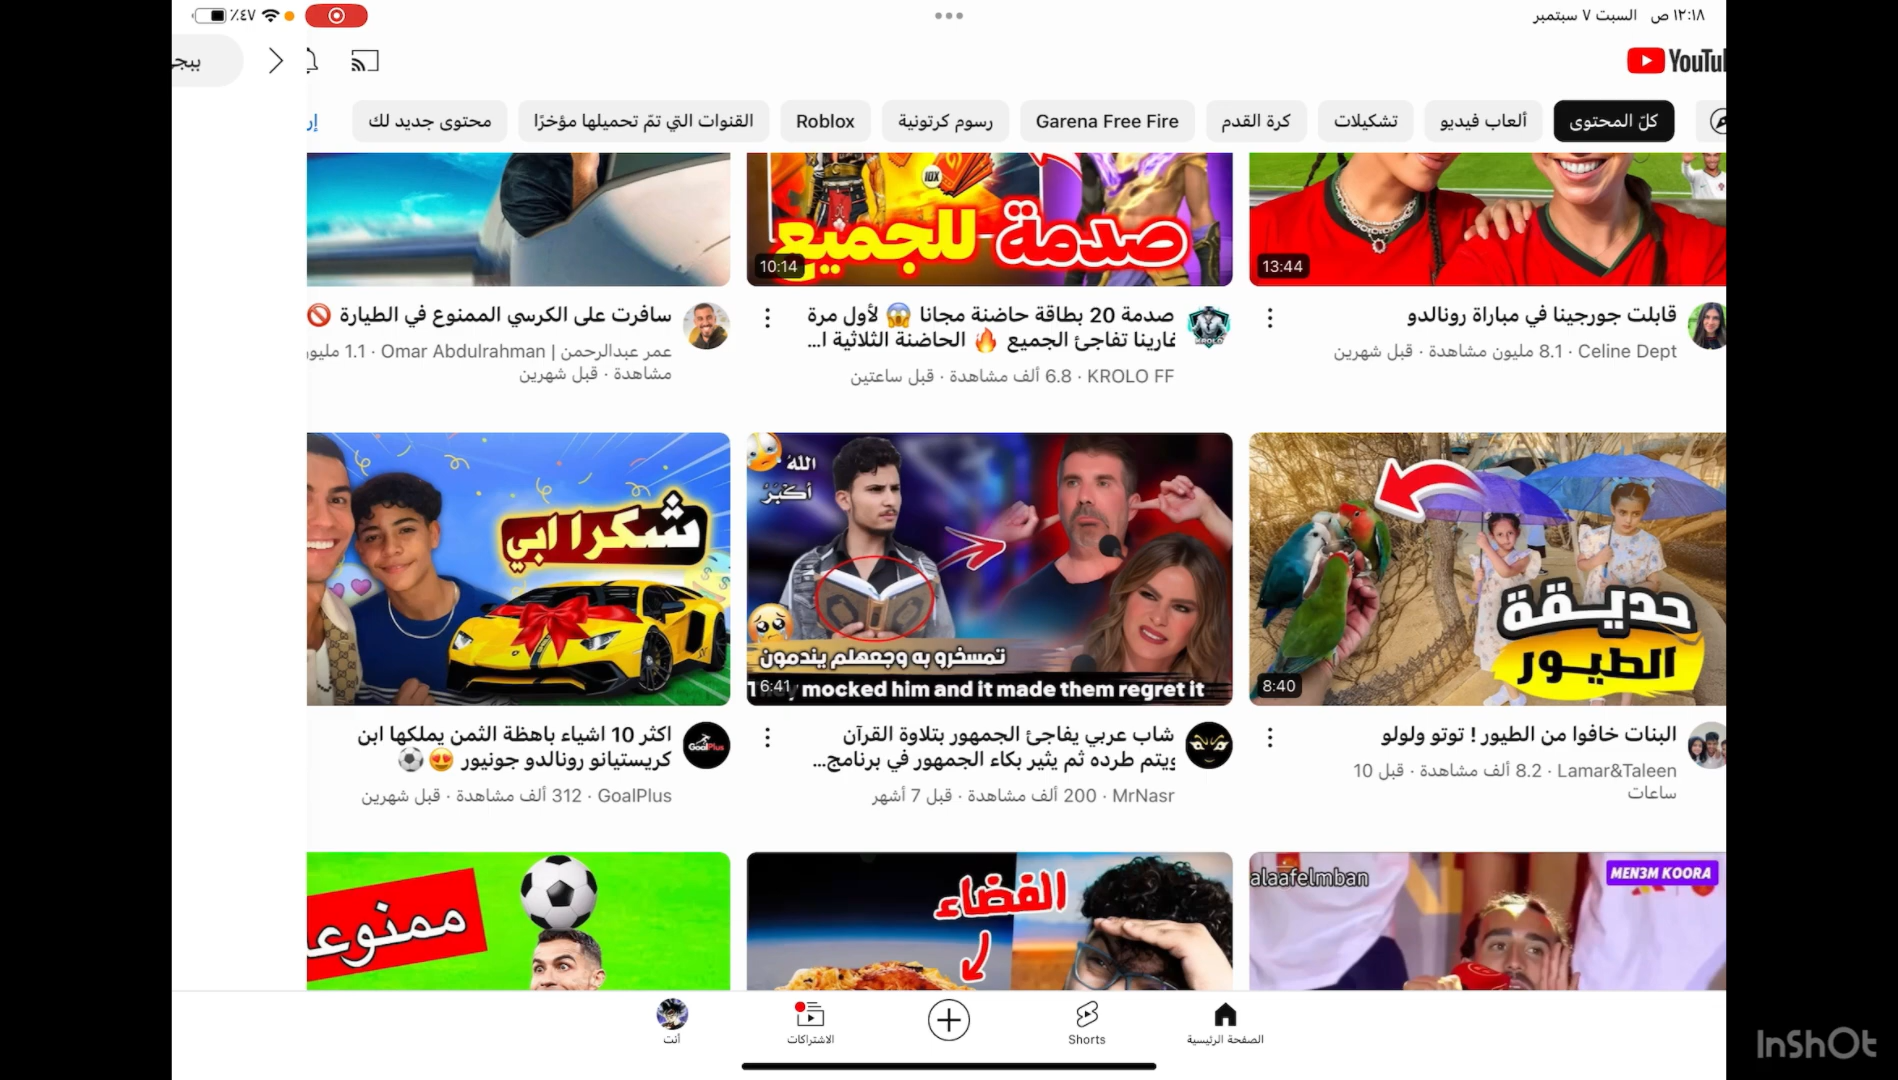 ١٢:١٨ ص السبت ٧ سبتمبر
٪٤٧
YouTu
ببجي
كلّ المحتوى
ألعاب فيديو
تشكيلات
كرة القدم
Garena Free Fire
رسوم كرتونية
Roblox
القنوات التي تمّ تحميلها مؤخرًا
محتوى جديد لك
إر
13:44
صدمة للجميع
10X
10:14
قابلت جورجينا في مباراة رونالدو
Celine Dept · 8.1 مليون مشاهدة · قبل شهرين
KROLO
صدمة 20 بطاقة حاضنة مجانا 😱 لأول مرة
غارينا تفاجئ الجميع 🔥 الحاضنة الثلاثية ا...
KROLO FF · 6.8 ألف مشاهدة · قبل ساعتين
سافرت على الكرسي الممنوع في الطيارة 🚫
عمر عبدالرحمن | Omar Abdulrahman · 1.1 مليون
مشاهدة · قبل شهرين
حديقة
الطيور
8:40
الله
أكبر
تمسخرو به وجعهلم يندمون
mocked him and it made them regret it
6:41
شكرا ابي
البنات خافوا من الطيور ! توتو ولولو
Lamar&Taleen · 8.2 ألف مشاهدة · قبل 10
ساعات
شاب عربي يفاجئ الجمهور بتلاوة القرآن
ويتم طرده ثم يثير بكاء الجمهور في برنامج...
MrNasr · 200 ألف مشاهدة · قبل 7 أشهر
GoalPlus
اكثر 10 اشياء باهظة الثمن يملكها ابن
كريستيانو رونالدو جونيور 😍 ⚽
GoalPlus · 312 ألف مشاهدة · قبل شهرين
alaafelmban
MEN3M KOORA
الفضاء
ممنوع
الصفحة الرئيسية
Shorts
الاشتراكات
أنت
InShOt